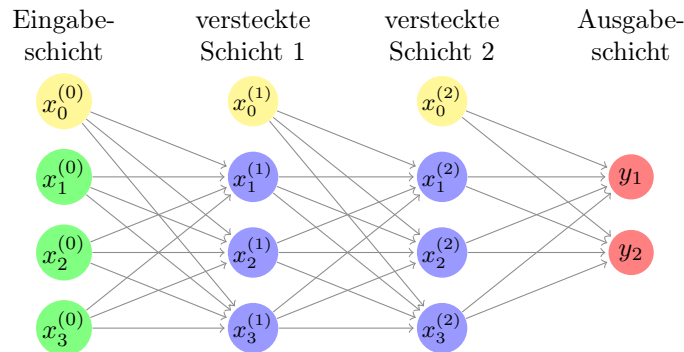 Eingabe- versteckte versteckte Ausgabe-
schicht Schicht 1 Schicht 2 schicht
x_0^{(0)} x_0^{(1)} x_0^{(2)}
x_1^{(0)} x_1^{(1)} x_1^{(2)} y_1
x_2^{(0)} x_2^{(1)} x_2^{(2)} y_2
x_3^{(0)} x_3^{(1)} x_3^{(2)}